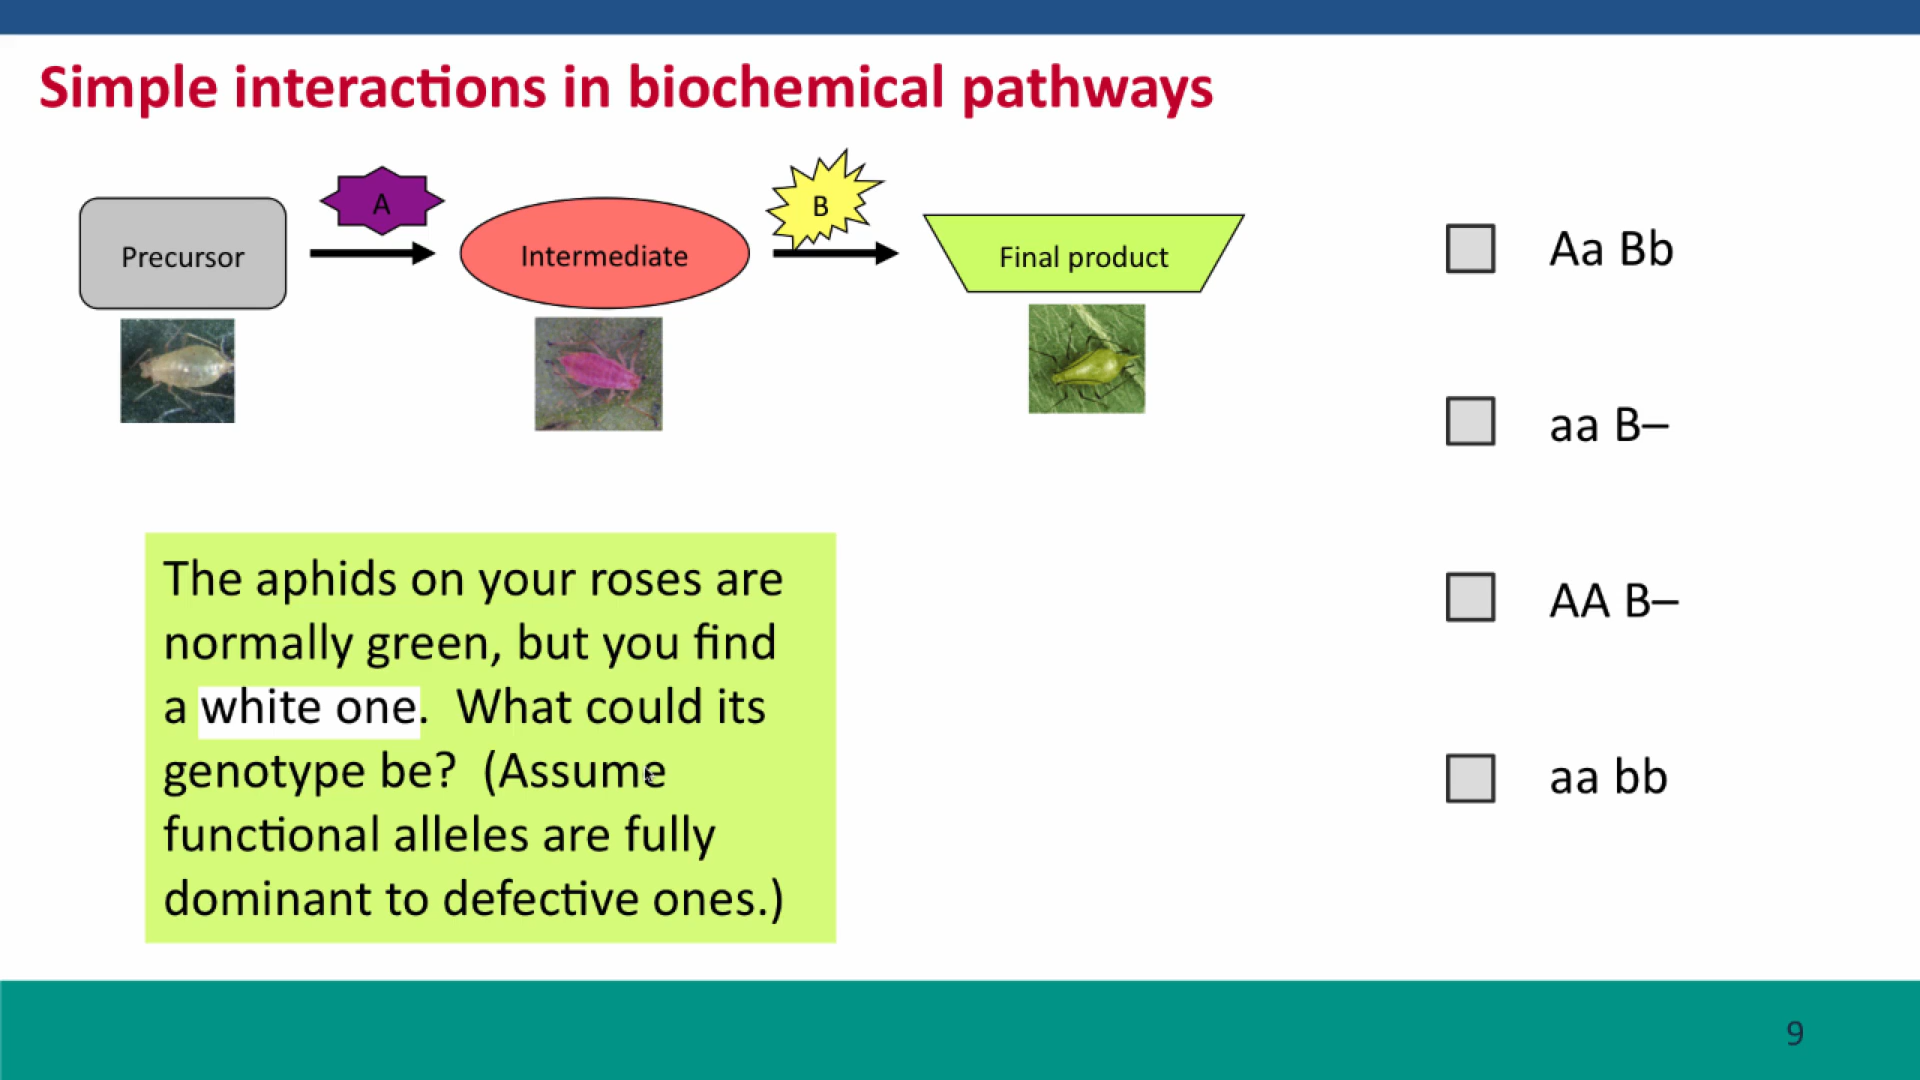 Simple interactions in biochemical pathways
A
B
Precursor
Intermediate
Final product
Aa Bb
aa B–
AA B–
aa bb
The aphids on your roses are
normally green, but you find
a white one.  What could its
genotype be?  (Assume
functional alleles are fully
dominant to defective ones.)
9